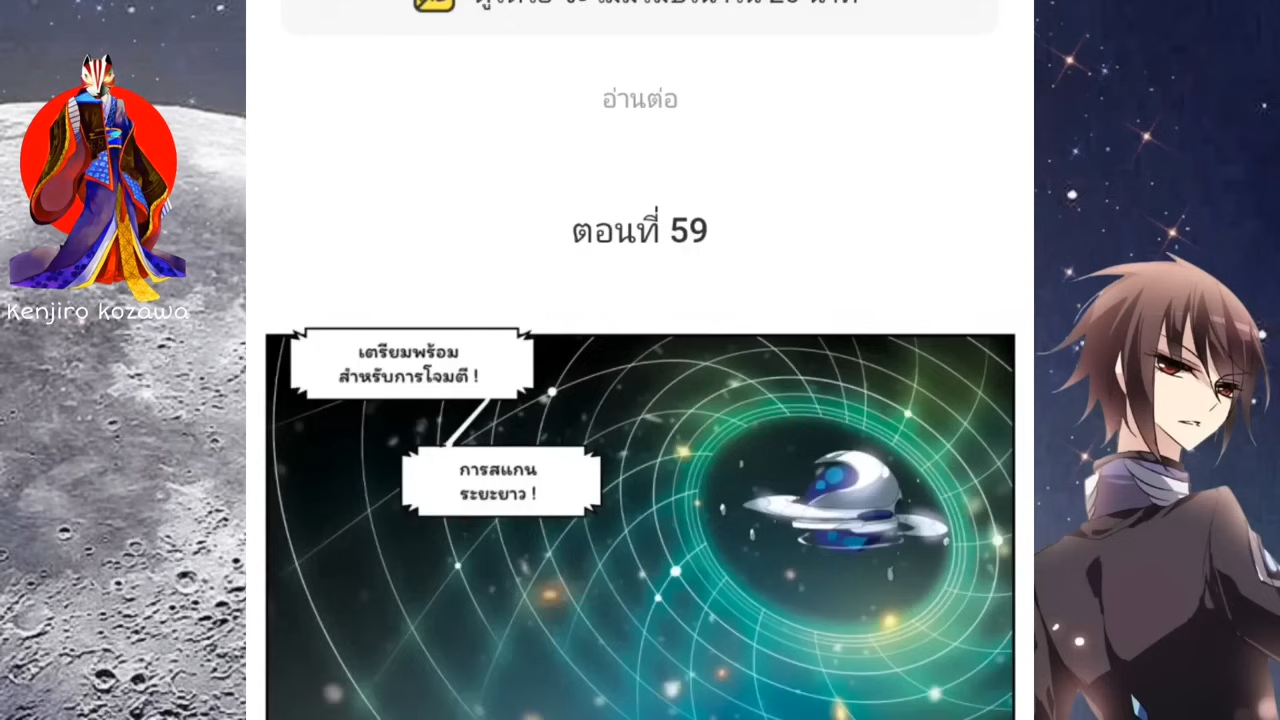 อ่านต่อ
ตอนที่ 59
Kenjiro kozawa
เตรียมพร้อม
สำหรับการโจมตี !
การสแกน
ระยะยาว !